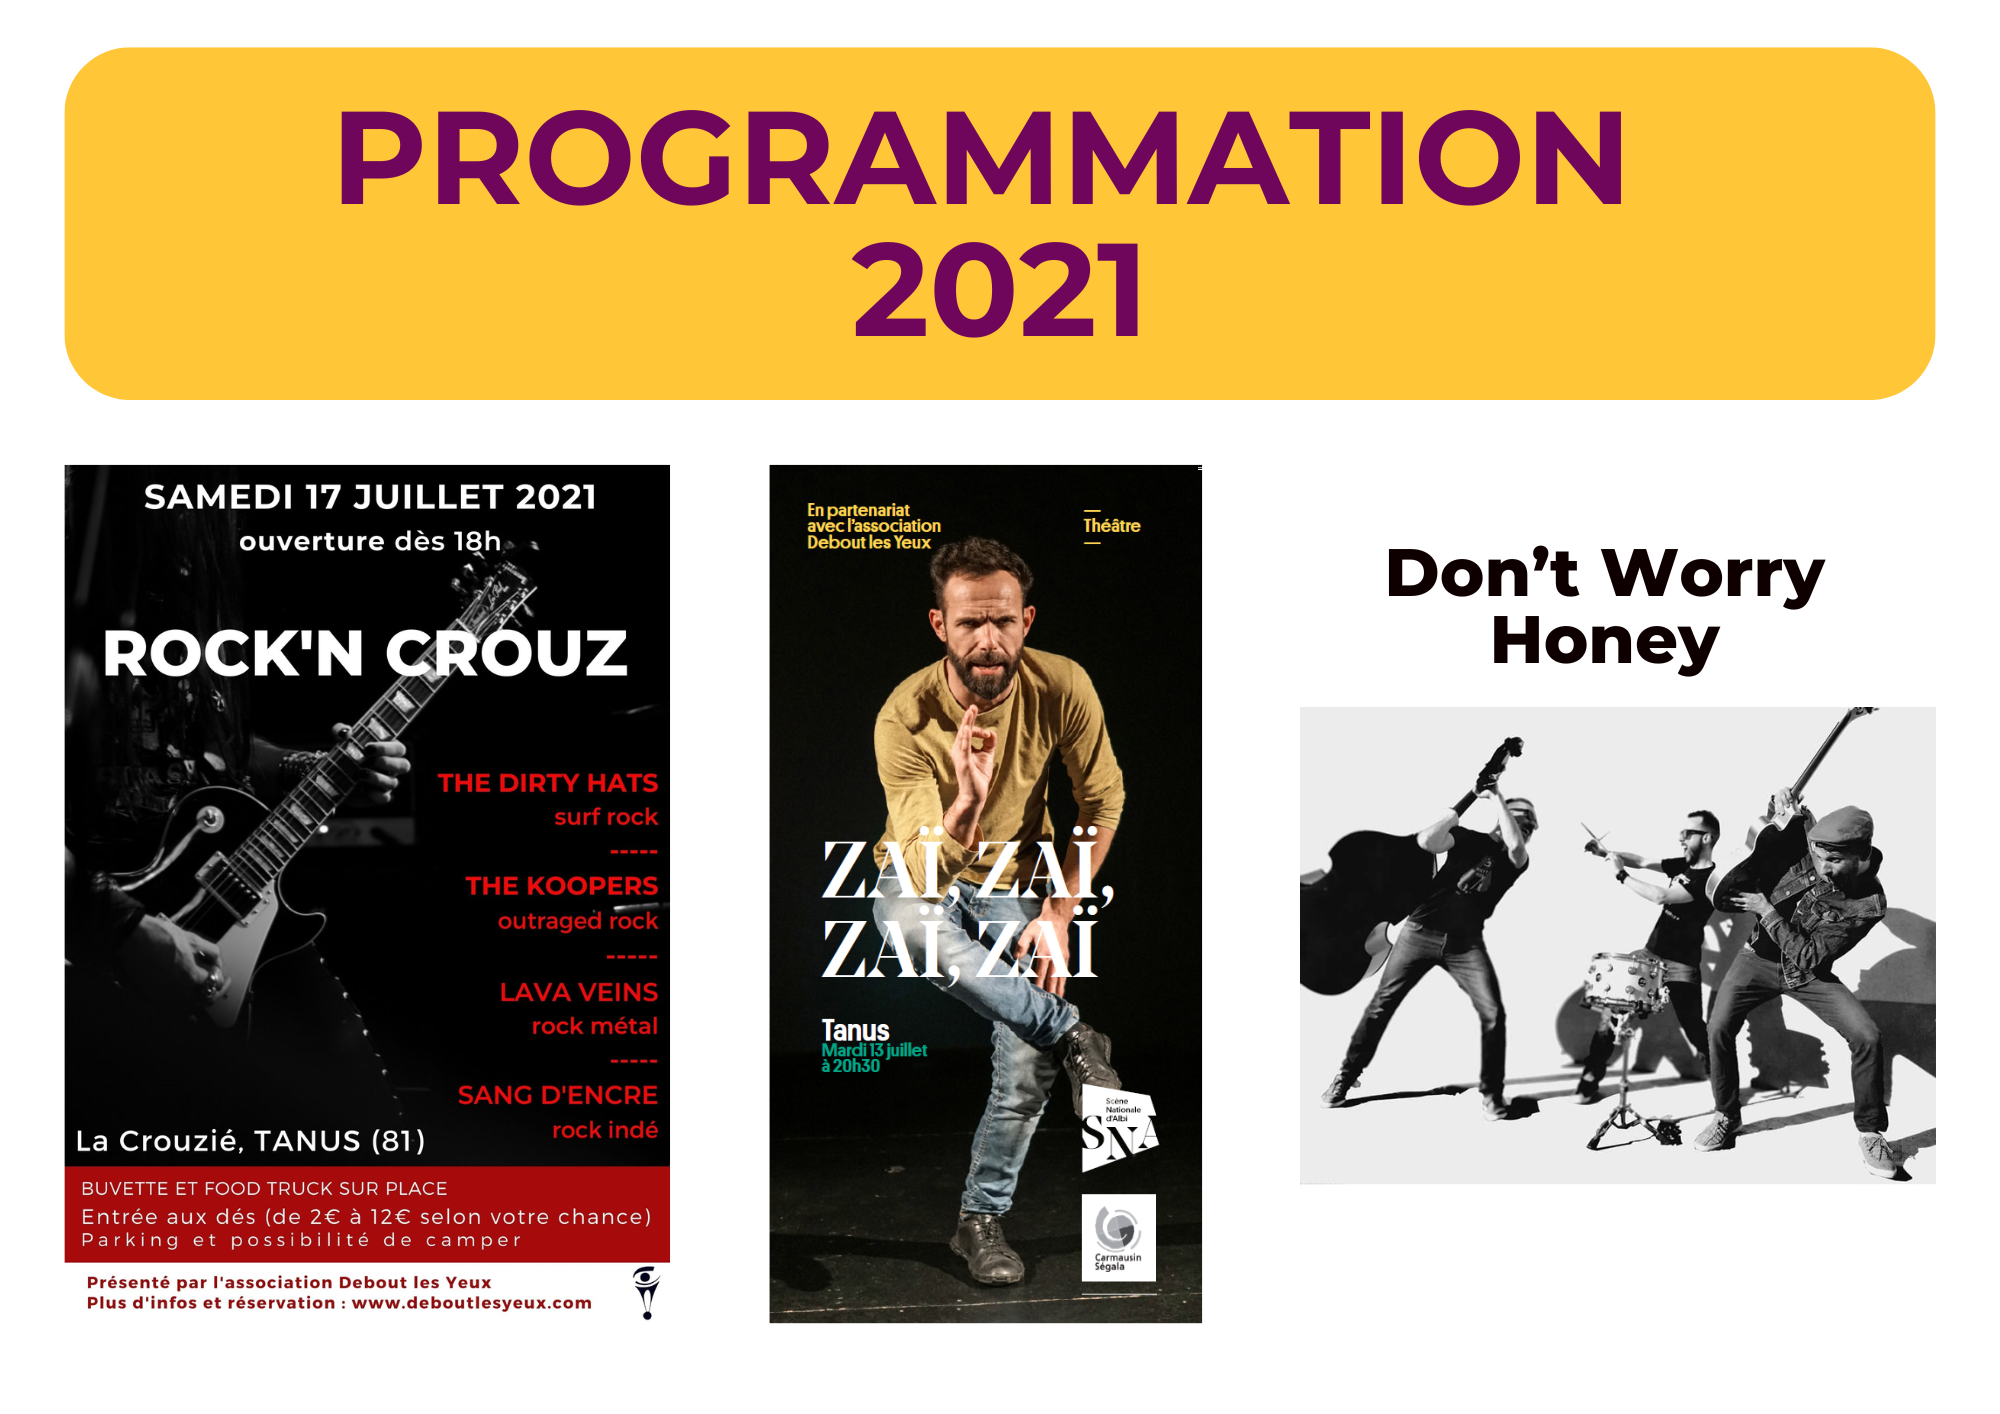 PROGRAMMATION
2021
SAMEDI 17 JUILLET 2021
ouverture dès 18h
ROCK'N CROUZ
THE DIRTY HATS
surf rock
-----
THE KOOPERS
outraged rock
-----
LAVA VEINS
rock métal
-----
SANG D'ENCRE
rock indé
La Crouzié, TANUS (81)
BUVETTE ET FOOD TRUCK SUR PLACE
Entrée aux dés (de 2€ à 12€ selon votre chance)
Parking et possibilité de camper
Présenté par l'association Debout les Yeux
Plus d'infos et réservation : www.deboutlesyeux.com
En partenariat
avec l'association
Debout les Yeux
—
Théâtre
—
ZAÏ, ZAÏ,
ZAÏ, ZAÏ
Tanus
Mardi 13 juillet
à 20h30
Scène
Nationale
d'Albi
SNA
Carmausin
Ségala
Don’t Worry
Honey